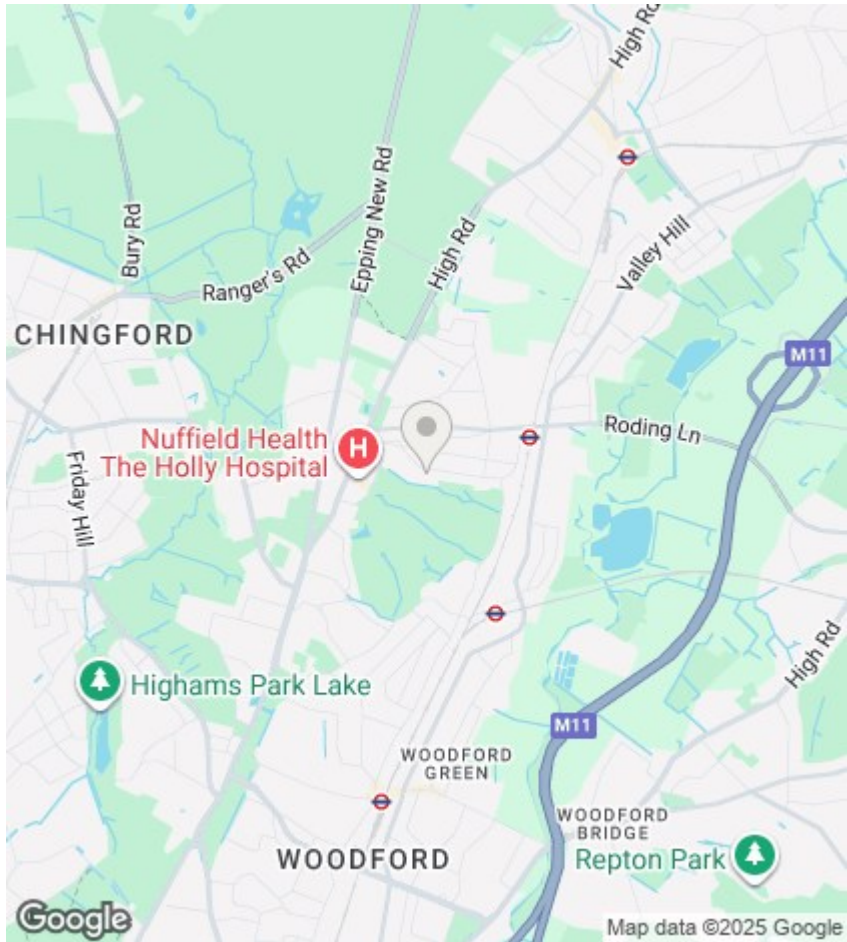 High Rd
Epping New Rd
Bury Rd
High Rd
Ranger's Rd
Valley Hill
CHINGFORD
M11
Nuffield Health
The Holly Hospital
H
Roding Ln
Friday Hill
Highams Park Lake
High Rd
M11
WOODFORD
GREEN
WOODFORD
BRIDGE
WOODFORD
Repton Park
Google
Map data ©2025 Google